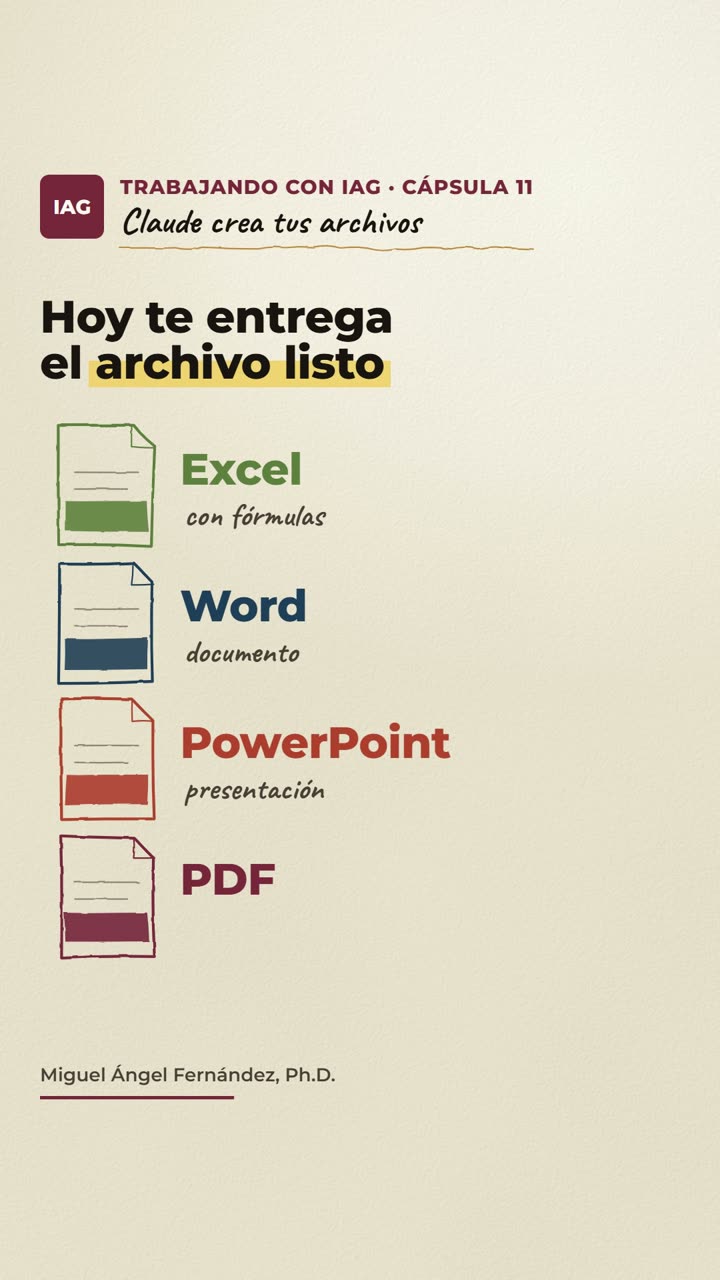 IAG
TRABAJANDO CON IAG · CÁPSULA 11
Claude crea tus archivos
Hoy te entrega
el archivo listo
Excel
con fórmulas
Word
documento
PowerPoint
presentación
PDF
Miguel Ángel Fernández, Ph.D.